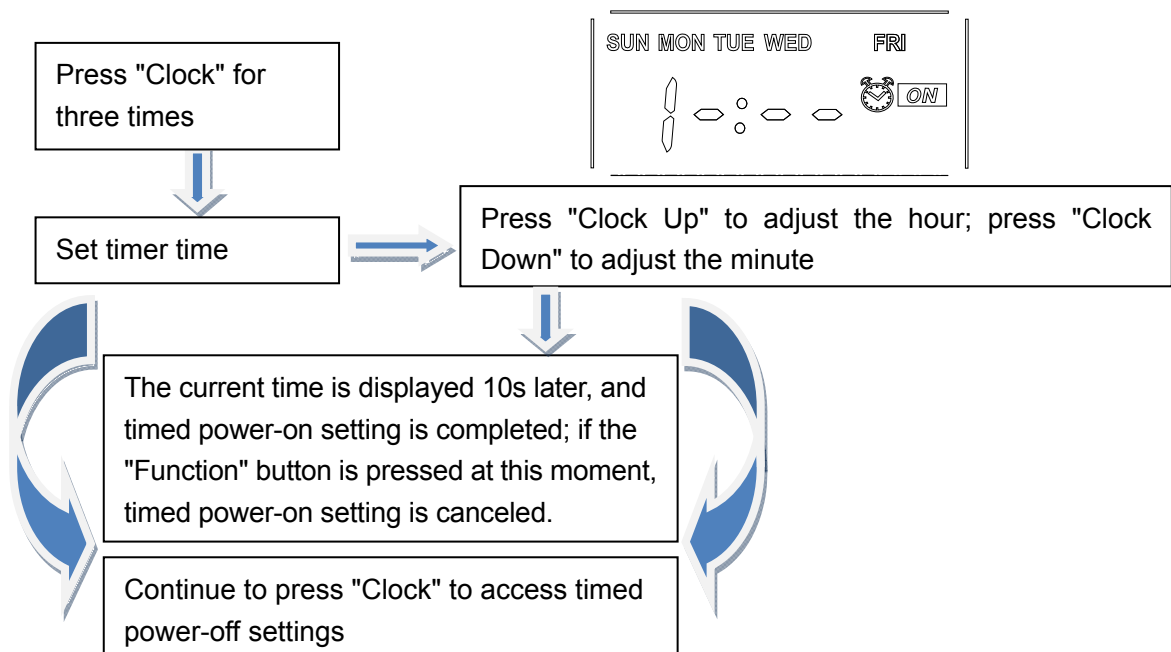 Press "Clock" for
three times
SUN MON TUE WED FRI
1 - : - -
ON
Set timer time
Press "Clock Up" to adjust the hour; press "Clock
Down" to adjust the minute
The current time is displayed 10s later, and
timed power-on setting is completed; if the
"Function" button is pressed at this moment,
timed power-on setting is canceled.
Continue to press "Clock" to access timed
power-off settings